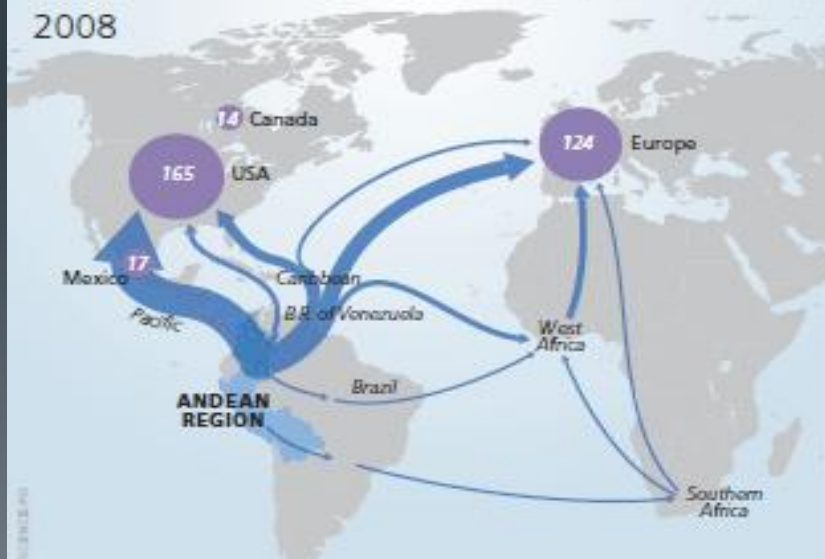 2008
14 Canada
165 USA
124 Europe
17
Mexico
Caribbean
Pacific
B.R. of Venezuela
West
Africa
Brazil
ANDEAN
REGION
Southern
Africa